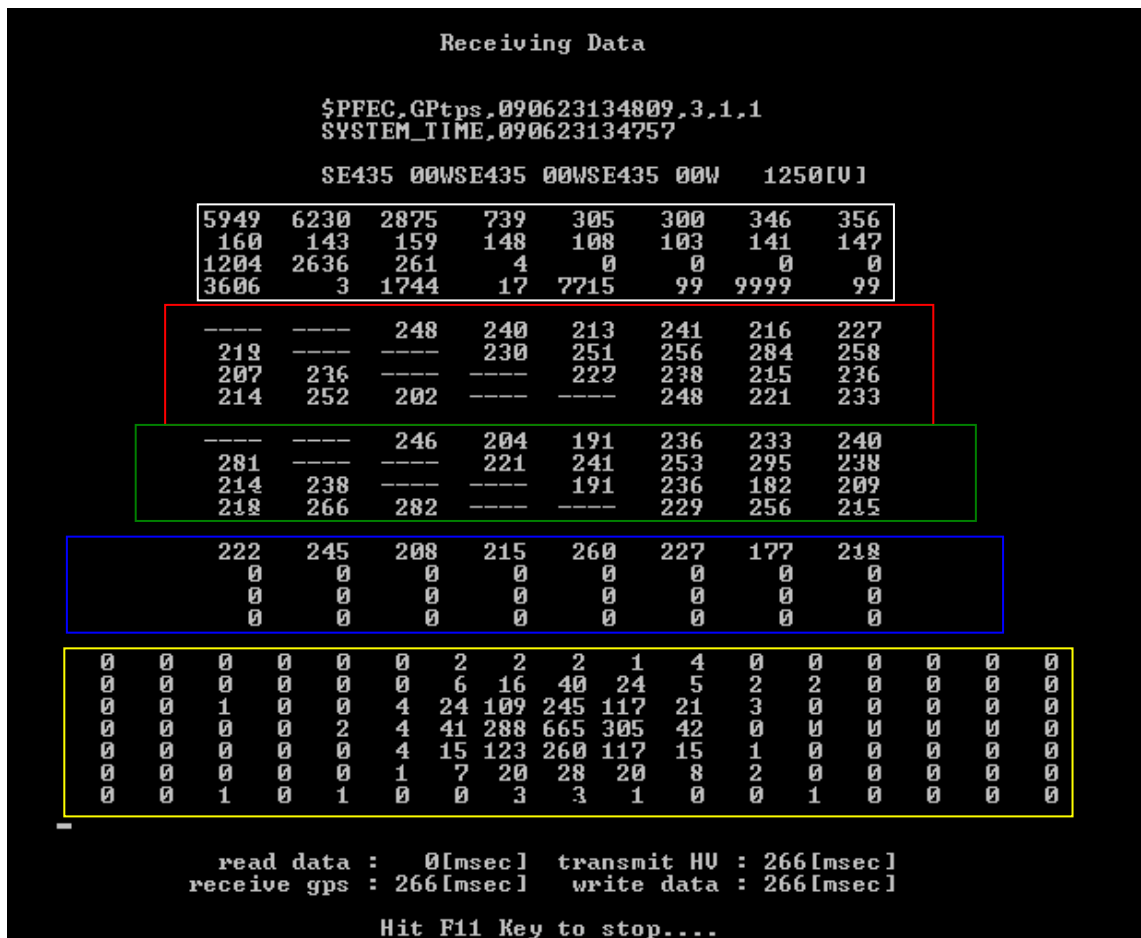 Receiving Data
$PFEC,GPtps,090623134809,3,1,1
SYSTEM_TIME,090623134757
SE435 00WSE435 00WSE435 00W 1250[V]
5949 6230 2875 739 305 300 346 356
160 143 159 148 108 103 141 147
1204 2636 261 4 0 0 0 0
3606 3 1744 17 7715 99 9999 99
---- ---- 248 240 213 241 216 227
---- ---- 230 251 256 284 258
207 ---- ---- 238 215 236
214 252 202 ---- ---- 248 221 233
---- ---- 246 204 191 236 233 240
281 ---- ---- 221 241 253 295 238
214 238 ---- ---- 191 236 182 209
266 282 ---- ---- 229 256 215
222 245 208 215 260 227 177
0 0 0 0 0 0 0 0
0 0 0 0 0 0 0 0
0 0 0 0 0 0 0 0
0 0 0 0 0 0 2 2 2 1 4 0 0 0 0 0 0
0 0 0 0 0 0 6 16 40 24 5 2 2 0 0 0 0
0 0 1 0 0 4 24 109 245 117 21 3 0 0 0 0 0
0 0 0 0 2 4 41 288 665 305 42 0 0 0 0 0 0
0 0 0 0 0 4 15 123 260 117 15 1 0 0 0 0 0
0 0 0 0 0 1 7 20 28 20 8 2 0 0 0 0 0
0 0 1 0 1 0 0 3 3 1 0 0 1 0 0 0 0
read data : 0[msec] transmit HV : 266[msec]
receive gps : 266[msec] write data : 266[msec]
Hit F11 Key to stop....